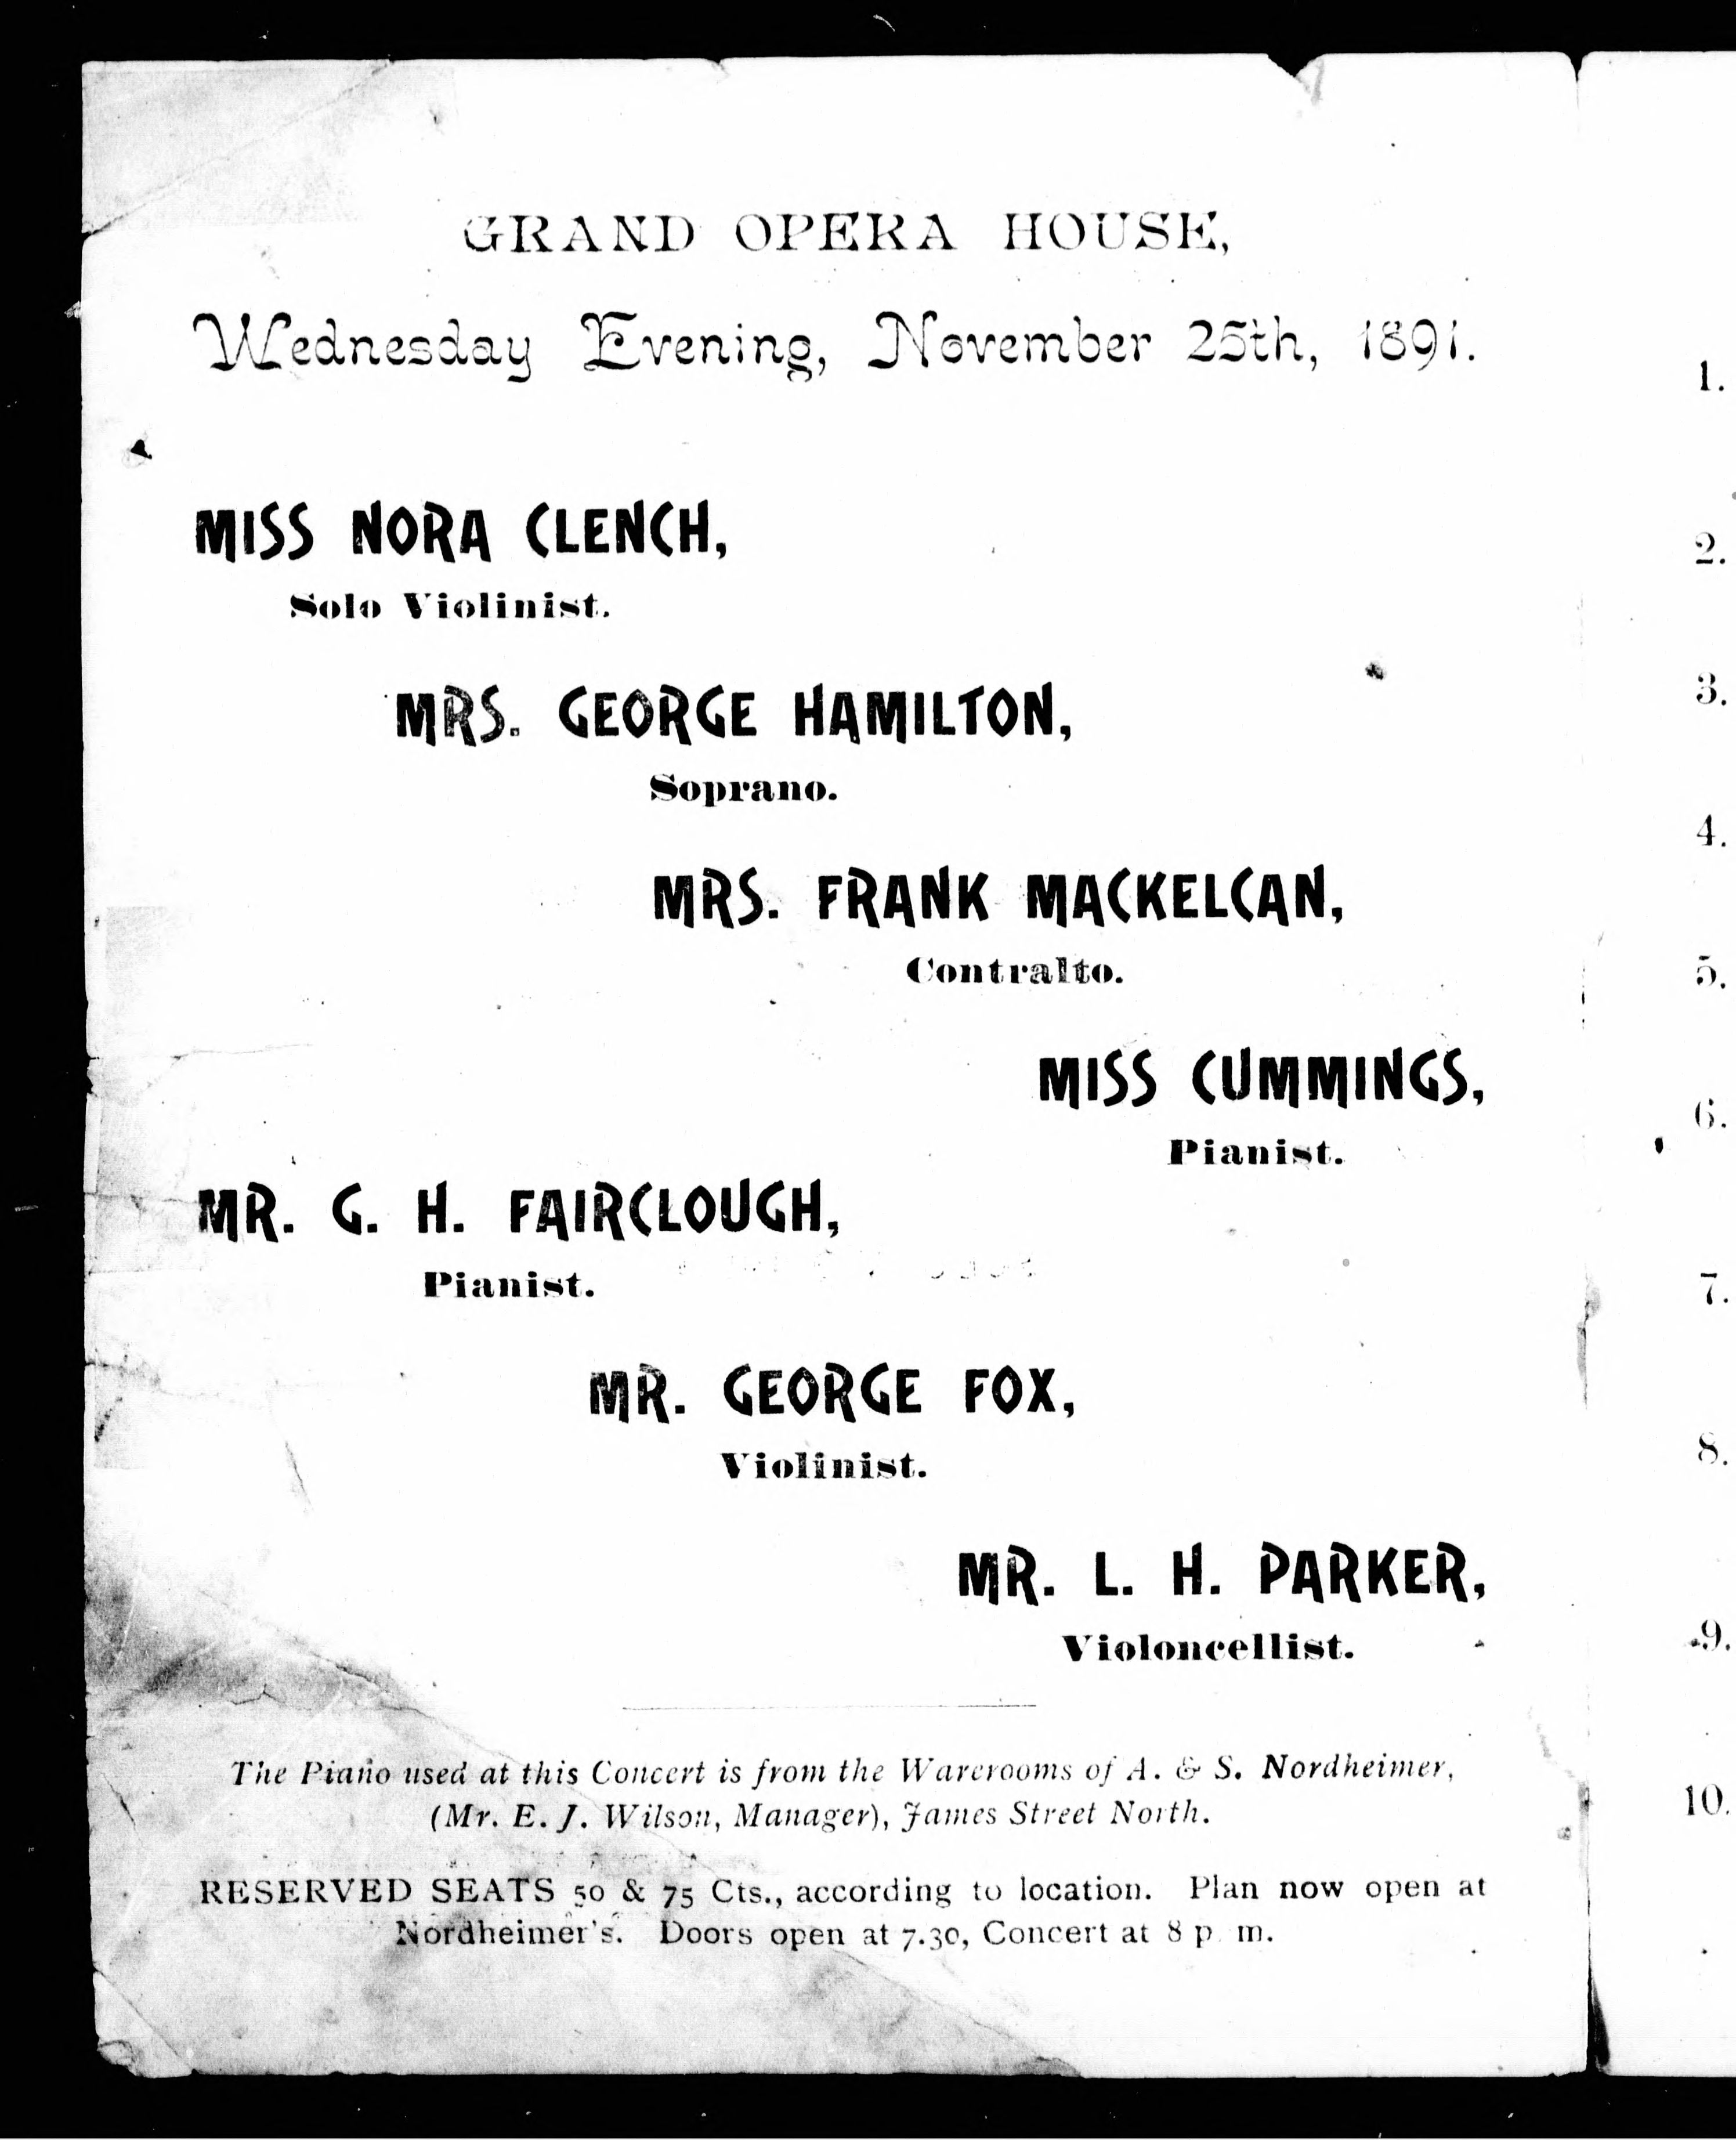 GRAND OPERA HOUSE,
Wednesday Evening, November 25th, 1891.
MISS NORA CLENCH,
Solo Violinist.
MRS. GEORGE HAMILTON,
Soprano.
MRS. FRANK MACKELCAN,
Contralto.
MISS CUMMINGS,
Pianist.
MR. G. H. FAIRCLOUGH,
Pianist.
MR. GEORGE FOX,
Violinist.
MR. L. H. PARKER,
Violoncellist.
The Piano used at this Concert is from the Warerooms of A. & S. Nordheimer,
(Mr. E. J. Wilson, Manager), James Street North.
RESERVED SEATS 50 & 75 Cts., according to location. Plan now open at
Nordheimer's. Doors open at 7.30, Concert at 8 p m.
1.
2.
3.
4.
5.
6.
7.
8.
9.
10.